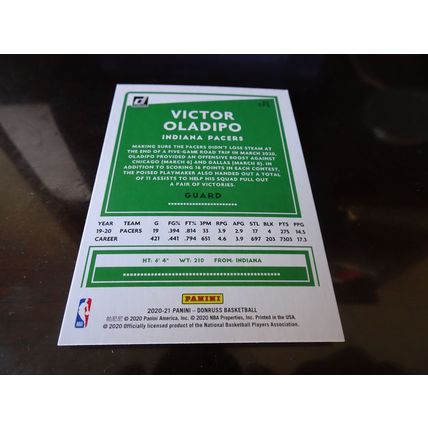 VICTOR
OLADIPO
INDIANA PACERS
MAKING SURE THE PACERS DIDN'T LOSE STEAM AT
THE END OF A FIVE-GAME ROAD TRIP IN MARCH 2020,
OLADIPO PROVIDED AN OFFENSIVE BOOST AGAINST
CHICAGO (MARCH 6) AND DALLAS (MARCH 8). IN
ADDITION TO SCORING 16 POINTS IN EACH CONTEST,
THE POISED PLAYMAKER ALSO HANDED OUT A TOTAL
OF 11 ASSISTS TO HELP HIS SQUAD PULL OUT
A PAIR OF VICTORIES.
GUARD
YEAR TEAM G FG% FT% 3PM RPG APG STL BLK PTS PPG
19-20 PACERS 19 .394 .814 33 3.9 2.9 17 4 275 14.5
CAREER 421 .441 .794 651 4.6 3.9 697 203 7303 17.3
HT: 6' 4" WT: 210 FROM: INDIANA
PANINI
2020-21 PANINI – DONRUSS BASKETBALL
帕尼尼 © 2020 Panini America, Inc. © 2020 NBA Properties, Inc. Printed in the USA.
© 2020 Officially licensed product of the National Basketball Players Association.
NBA